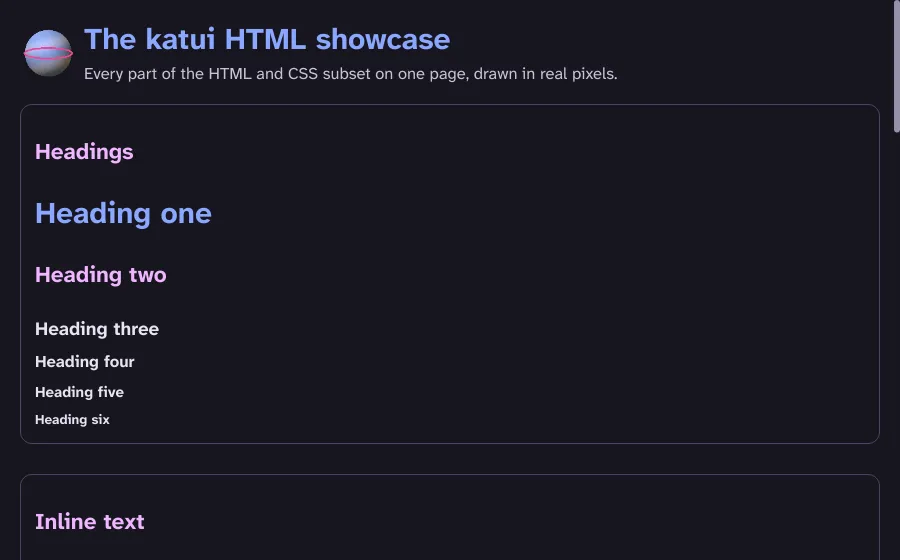 The katui HTML showcase
Every part of the HTML and CSS subset on one page, drawn in real pixels.
Headings
Heading one
Heading two
Heading three
Heading four
Heading five
Heading six
Inline text